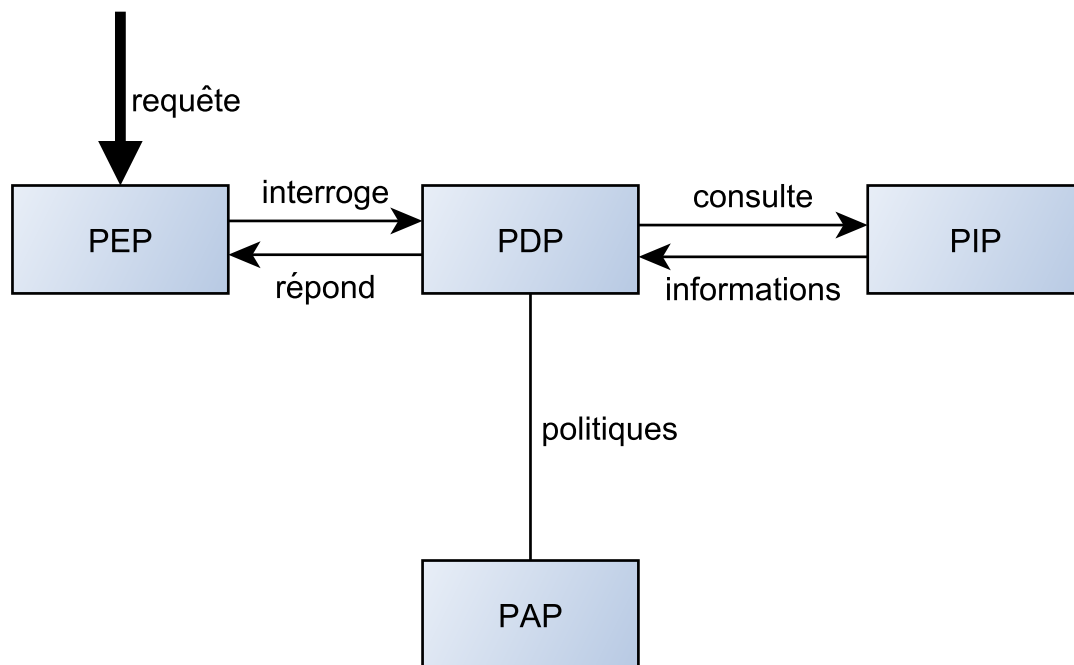 requête
interroge
consulte
PEP
PDP
PIP
répond
informations
politiques
PAP